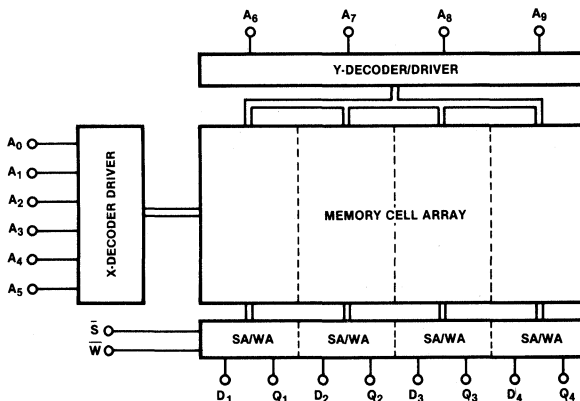 A6 A7 A8 A9
Y-DECODER/DRIVER
A0
A1
A2
A3
A4
A5
X-DECODER DRIVER
MEMORY CELL ARRAY
S̅
W̅
SA/WA SA/WA SA/WA SA/WA
D1 Q1 D2 Q2 D3 Q3 D4 Q4